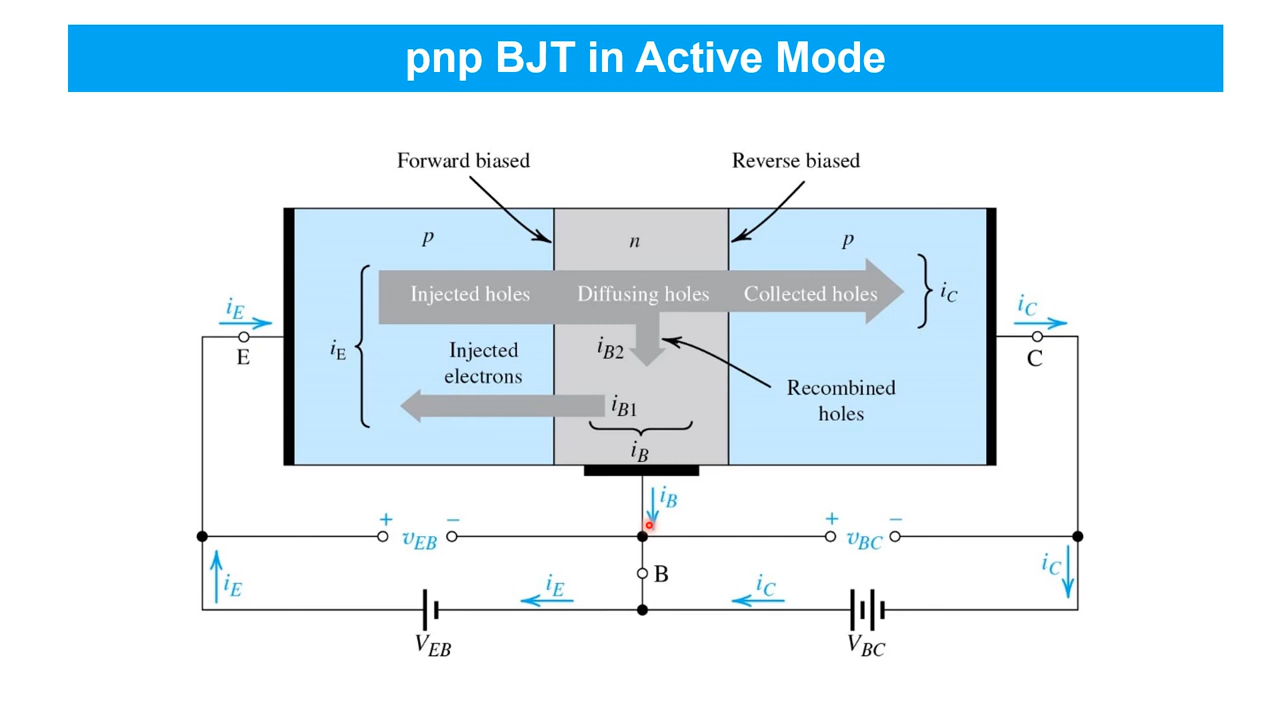 pnp BJT in Active Mode
Forward biased
Reverse biased
p
n
p
Injected holes
Diffusing holes
Collected holes
iC
iE
iC
E
iE
Injected
electrons
iB2
Recombined
holes
C
iB1
iB
iB
+
−
vEB
+
−
vBC
iE
B
iE
iC
iC
VEB
VBC